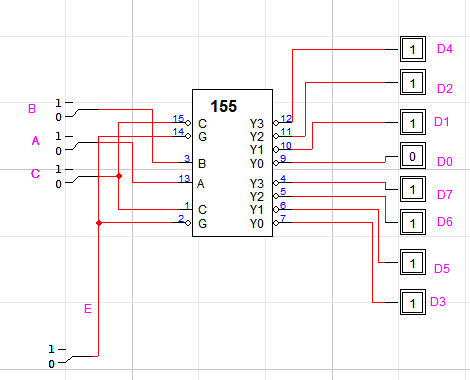 1 D4
1 D2
155
1
B 0
15 C Y3 12 1 D1
14 G Y2 11
1
A 0
Y1 10
3 B Y0 9 0 D0
1
C 0
13 A Y3 4 1 D7
Y2 5
1 C Y1 6 1 D6
2 G Y0 7
1 D5
E 1 D3
1
0